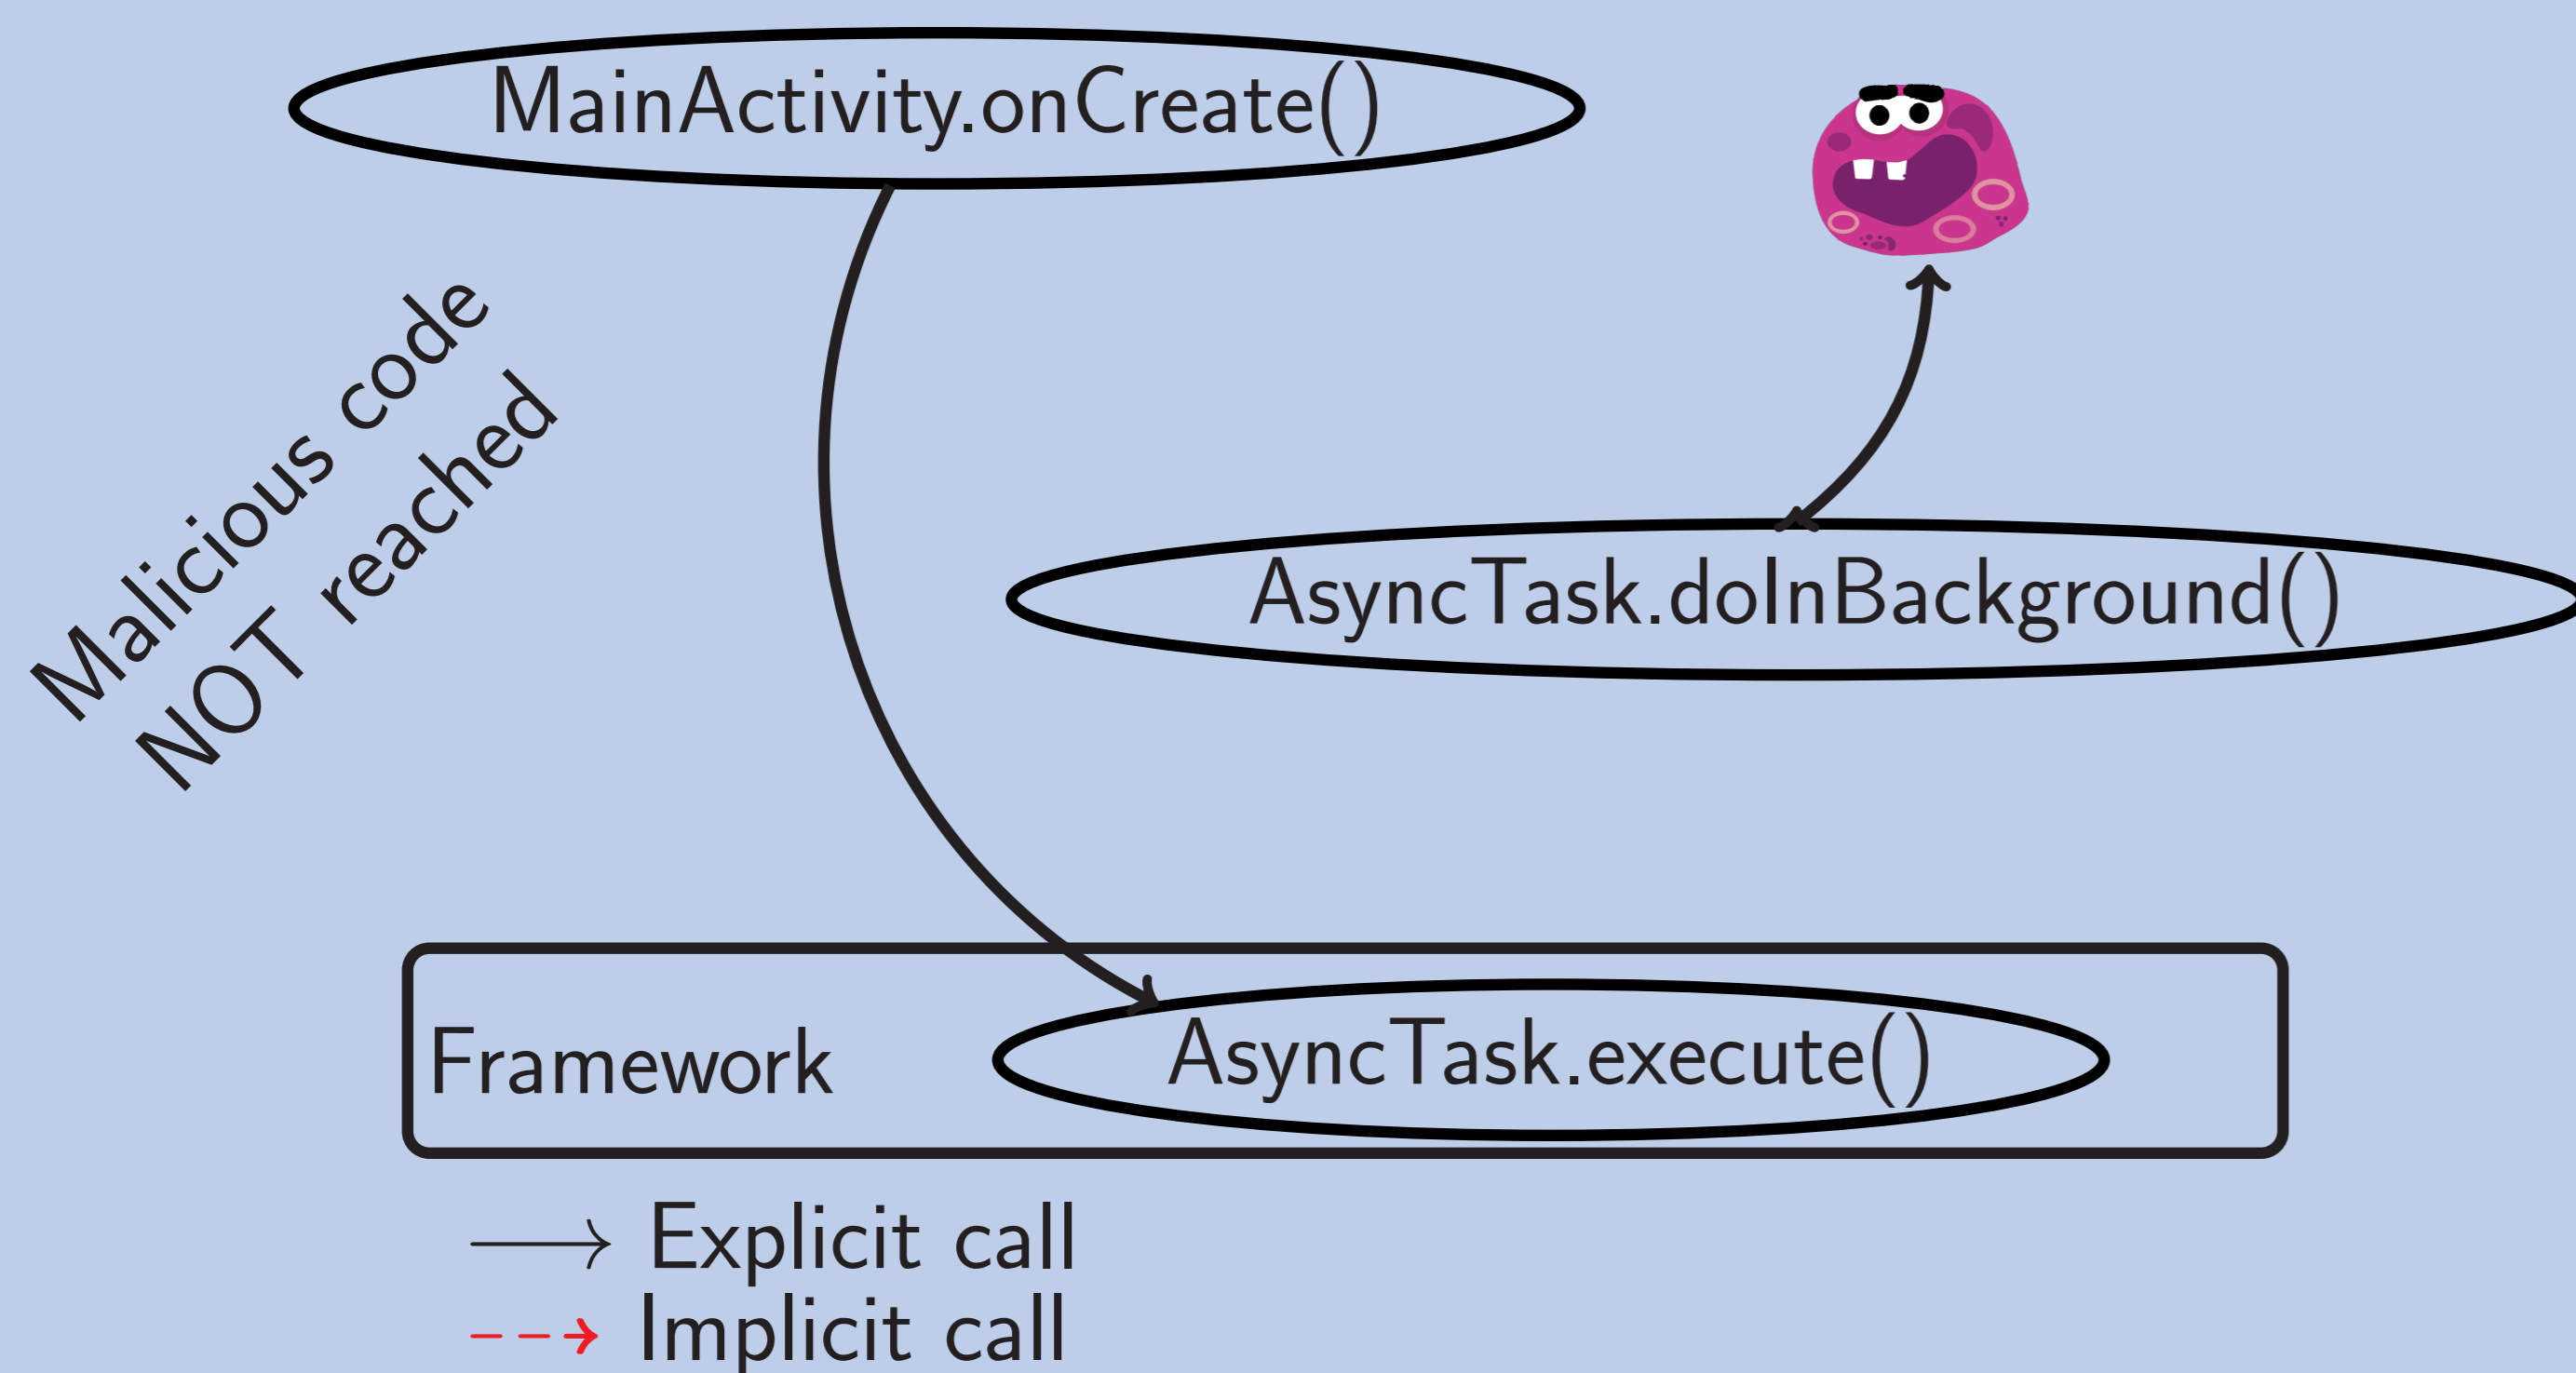 MainActivity.onCreate()
Malicious code
NOT reached
AsyncTask.doInBackground()
Framework
AsyncTask.execute()
Explicit call
Implicit call